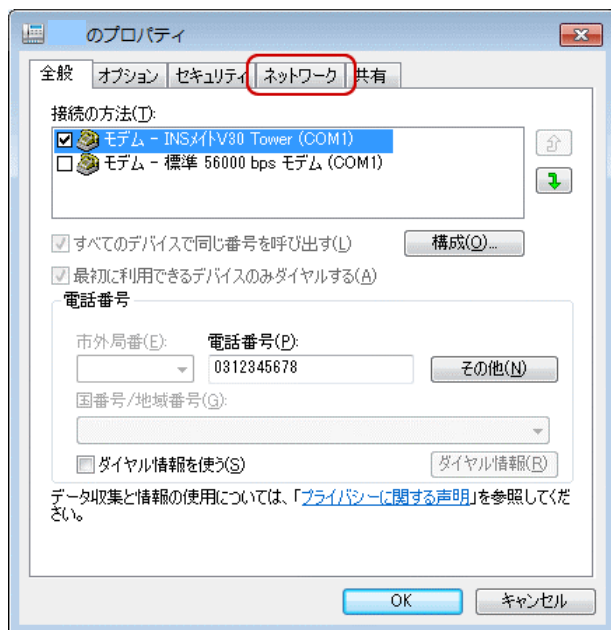 のプロパティ
全般 オプション セキュリティ ネットワーク 共有
接続の方法(T):
モデム - INSメイトV30 Tower (COM1)
モデム - 標準 56000 bps モデム (COM1)
すべてのデバイスで同じ番号を呼び出す(L) 構成(O)...
最初に利用できるデバイスのみダイヤルする(A)
電話番号
市外局番(E): 電話番号(P):
0312345678 その他(N)
国番号/地域番号(G):
ダイヤル情報を使う(S) ダイヤル情報(R)
データ収集と情報の使用については、「プライバシーに関する声明」を参照してくだ
さい。
OK キャンセル